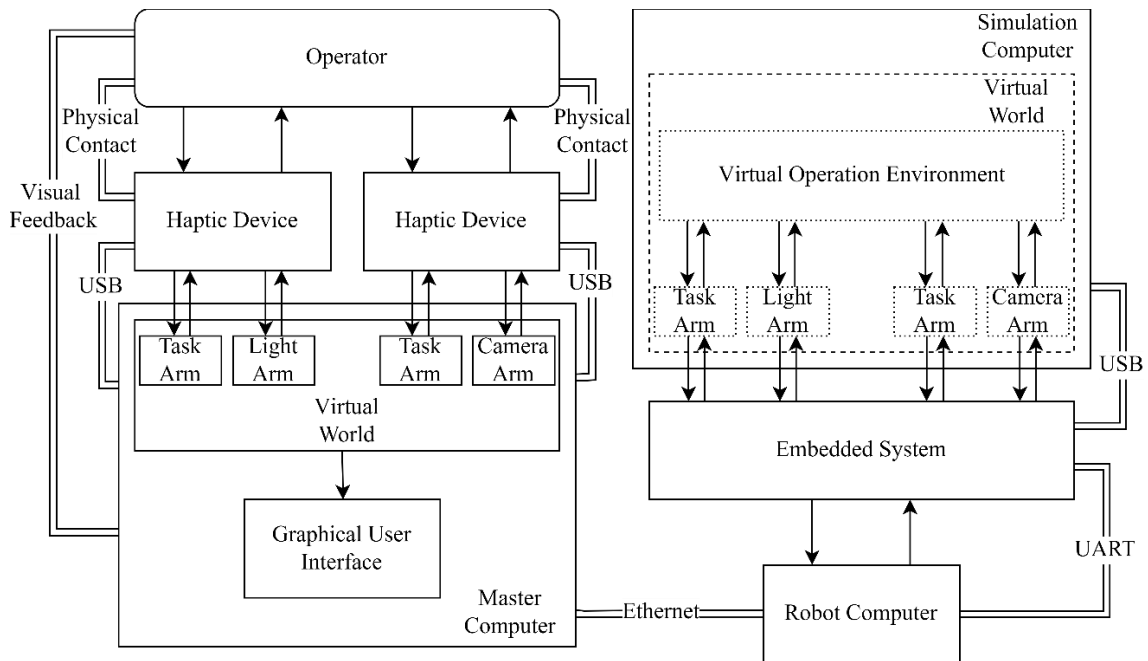 Operator
Physical
Contact
Physical
Contact
Visual
Feedback
Haptic Device
Haptic Device
USB
USB
Task
Arm
Light
Arm
Task
Arm
Camera
Arm
Virtual
World
Graphical User
Interface
Master
Computer
Ethernet
Simulation
Computer
Virtual
World
Virtual Operation Environment
Task
Arm
Light
Arm
Task
Arm
Camera
Arm
USB
Embedded System
UART
Robot Computer